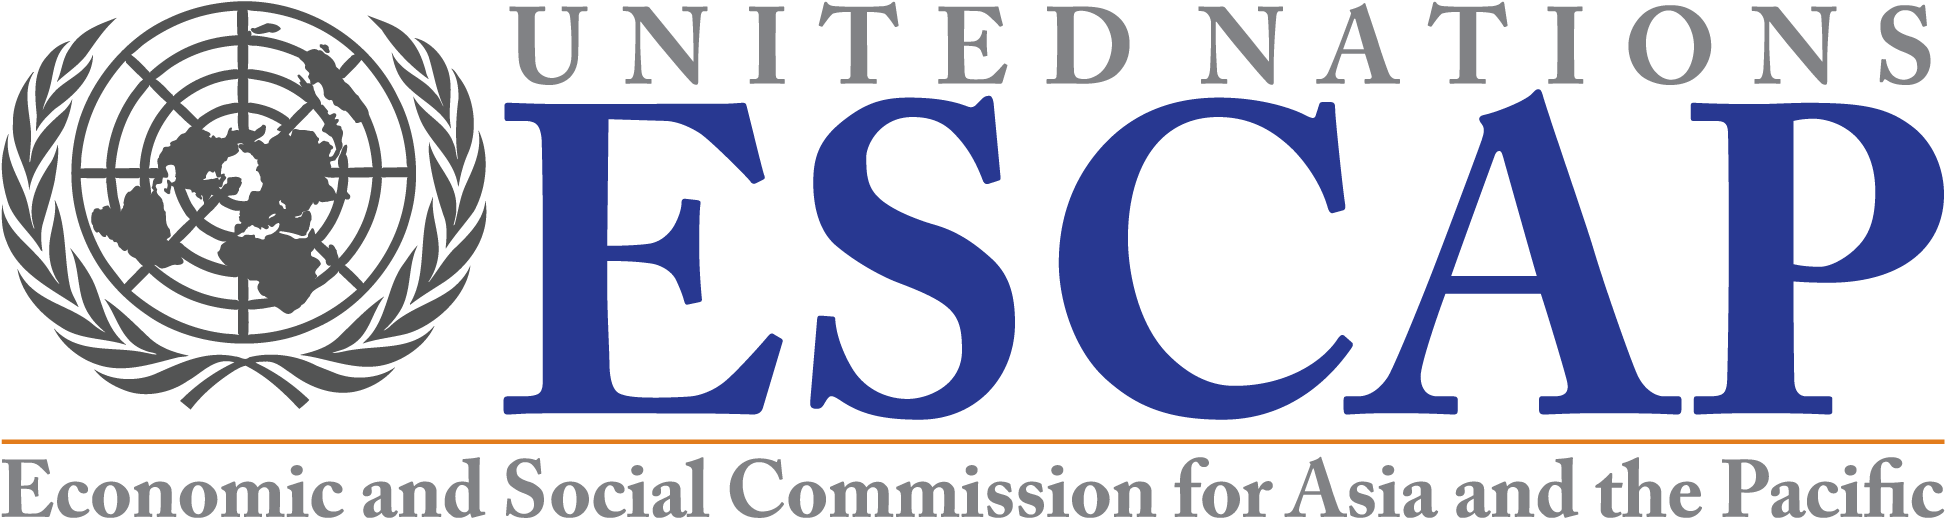 UNITED NATIONS
ESCAP
Economic and Social Commission for Asia and the Pacific